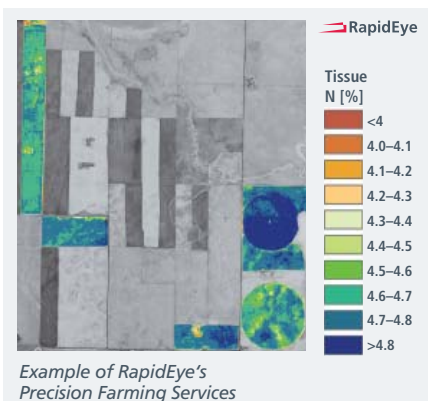 RapidEye
Tissue
N [%]
<4
4.0–4.1
4.1–4.2
4.2–4.3
4.3–4.4
4.4–4.5
4.5–4.6
4.6–4.7
4.7–4.8
>4.8
Example of RapidEye's
Precision Farming Services